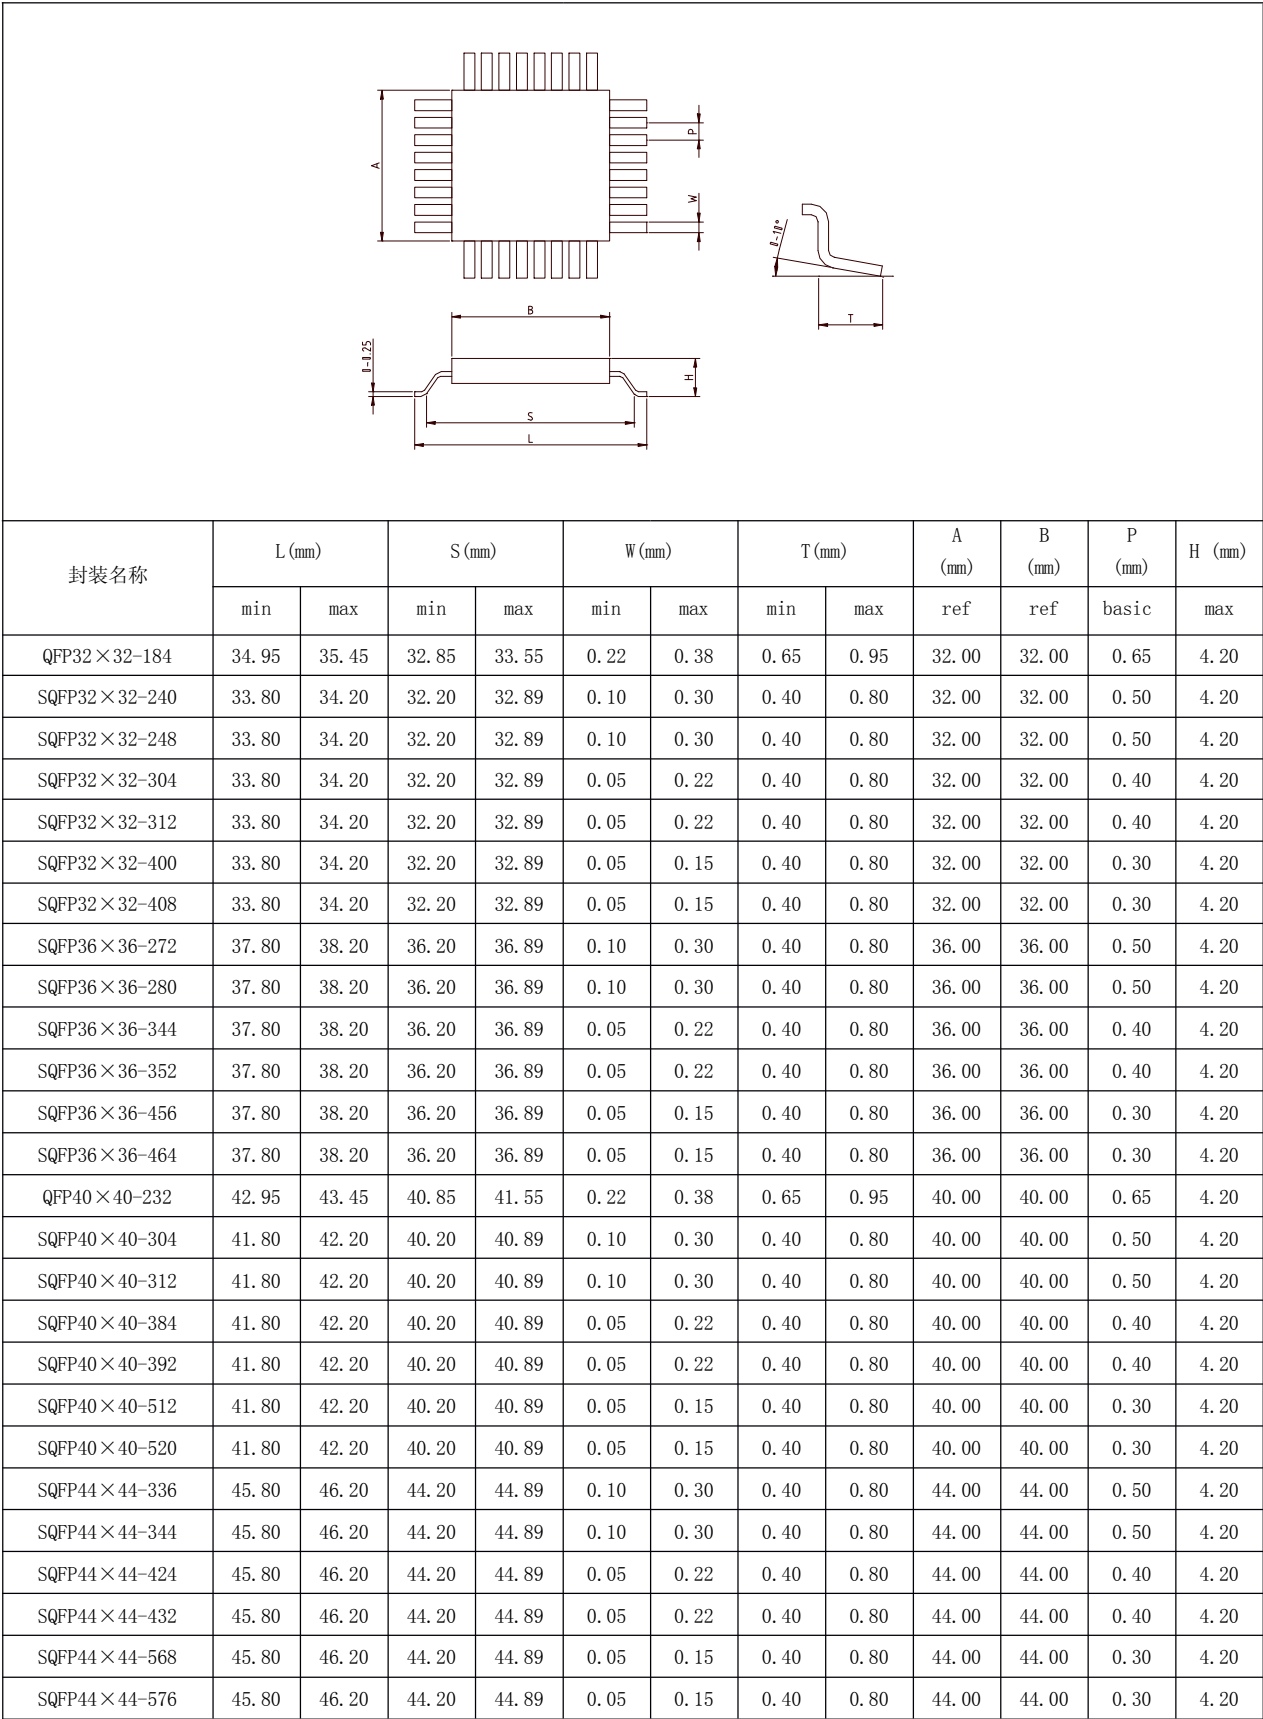 A
P
W
0-10°
T
B
0-0.25
H
S
L
封装名称 L(mm) S(mm) W(mm) T(mm) A (mm) B (mm) P (mm) H (mm)
min max min max min max min max ref ref basic max
QFP32×32-184 34.95 35.45 32.85 33.55 0.22 0.38 0.65 0.95 32.00 32.00 0.65 4.20
SQFP32×32-240 33.80 34.20 32.20 32.89 0.10 0.30 0.40 0.80 32.00 32.00 0.50 4.20
SQFP32×32-248 33.80 34.20 32.20 32.89 0.10 0.30 0.40 0.80 32.00 32.00 0.50 4.20
SQFP32×32-304 33.80 34.20 32.20 32.89 0.05 0.22 0.40 0.80 32.00 32.00 0.40 4.20
SQFP32×32-312 33.80 34.20 32.20 32.89 0.05 0.22 0.40 0.80 32.00 32.00 0.40 4.20
SQFP32×32-400 33.80 34.20 32.20 32.89 0.05 0.15 0.40 0.80 32.00 32.00 0.30 4.20
SQFP32×32-408 33.80 34.20 32.20 32.89 0.05 0.15 0.40 0.80 32.00 32.00 0.30 4.20
SQFP36×36-272 37.80 38.20 36.20 36.89 0.10 0.30 0.40 0.80 36.00 36.00 0.50 4.20
SQFP36×36-280 37.80 38.20 36.20 36.89 0.10 0.30 0.40 0.80 36.00 36.00 0.50 4.20
SQFP36×36-344 37.80 38.20 36.20 36.89 0.05 0.22 0.40 0.80 36.00 36.00 0.40 4.20
SQFP36×36-352 37.80 38.20 36.20 36.89 0.05 0.22 0.40 0.80 36.00 36.00 0.40 4.20
SQFP36×36-456 37.80 38.20 36.20 36.89 0.05 0.15 0.40 0.80 36.00 36.00 0.30 4.20
SQFP36×36-464 37.80 38.20 36.20 36.89 0.05 0.15 0.40 0.80 36.00 36.00 0.30 4.20
QFP40×40-232 42.95 43.45 40.85 41.55 0.22 0.38 0.65 0.95 40.00 40.00 0.65 4.20
SQFP40×40-304 41.80 42.20 40.20 40.89 0.10 0.30 0.40 0.80 40.00 40.00 0.50 4.20
SQFP40×40-312 41.80 42.20 40.20 40.89 0.10 0.30 0.40 0.80 40.00 40.00 0.50 4.20
SQFP40×40-384 41.80 42.20 40.20 40.89 0.05 0.22 0.40 0.80 40.00 40.00 0.40 4.20
SQFP40×40-392 41.80 42.20 40.20 40.89 0.05 0.22 0.40 0.80 40.00 40.00 0.40 4.20
SQFP40×40-512 41.80 42.20 40.20 40.89 0.05 0.15 0.40 0.80 40.00 40.00 0.30 4.20
SQFP40×40-520 41.80 42.20 40.20 40.89 0.05 0.15 0.40 0.80 40.00 40.00 0.30 4.20
SQFP44×44-336 45.80 46.20 44.20 44.89 0.10 0.30 0.40 0.80 44.00 44.00 0.50 4.20
SQFP44×44-344 45.80 46.20 44.20 44.89 0.10 0.30 0.40 0.80 44.00 44.00 0.50 4.20
SQFP44×44-424 45.80 46.20 44.20 44.89 0.05 0.22 0.40 0.80 44.00 44.00 0.40 4.20
SQFP44×44-432 45.80 46.20 44.20 44.89 0.05 0.22 0.40 0.80 44.00 44.00 0.40 4.20
SQFP44×44-568 45.80 46.20 44.20 44.89 0.05 0.15 0.40 0.80 44.00 44.00 0.30 4.20
SQFP44×44-576 45.80 46.20 44.20 44.89 0.05 0.15 0.40 0.80 44.00 44.00 0.30 4.20